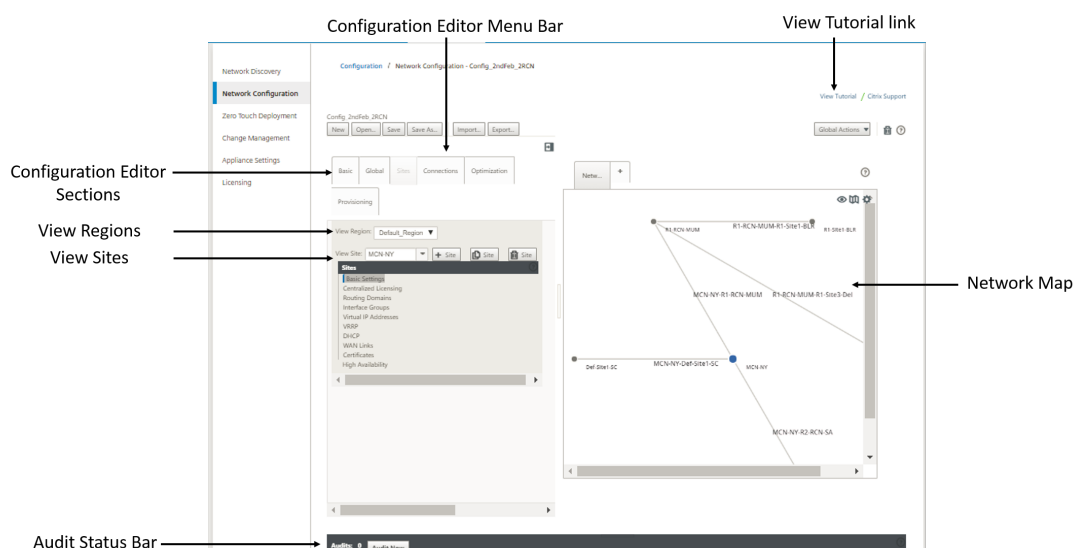 Configuration Editor Menu Bar
View Tutorial link
Network Discovery
Network Configuration
Zero Touch Deployment
Change Management
Appliance Settings
Licensing
Configuration / Network Configuration - Config_2ndFeb_2RCN
View Tutorial / Citrix Support
Config_2ndFeb_2RCN
New Open... Save Save As... Import... Export...
Global Actions ▼
Configuration Editor
Sections
Basic Global Sites Connections Optimization
Provisioning
Netw... +
View Regions
View Region: Default_Region ▼
View Sites
View Site: MCN-NY + Site Site Site
Sites
Basic Settings
Centralized Licensing
Routing Domains
Interface Groups
Virtual IP Addresses
VRRP
DHCP
WAN Links
Certificates
High Availability
R1-RCN-MUM
R1-RCN-MUM-R1-Site1-BLR
R1-Site1-BLR
MCN-NY-R1-RCN-MUM
R1-RCN-MUM-R1-Site3-Del
Network Map
Def-Site1-SC
MCN-NY-Def-Site1-SC
MCN-NY
MCN-NY-R2-RCN-SA
Audit Status Bar
Audits: 0 Audit Now